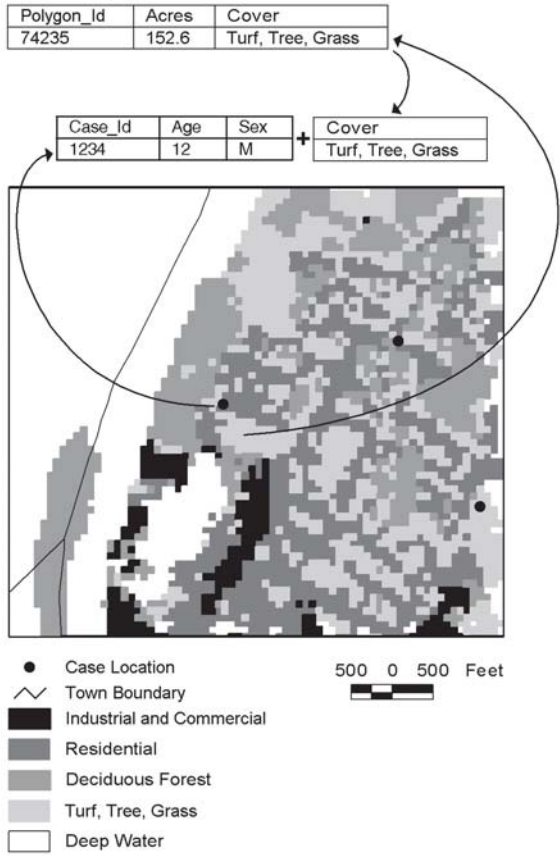 Polygon_Id Acres Cover
74235 152.6 Turf, Tree, Grass
Case_Id Age Sex + Cover
1234 12 M Turf, Tree, Grass
Case Location
Town Boundary
Industrial and Commercial
Residential
Deciduous Forest
Turf, Tree, Grass
Deep Water
500 0 500 Feet